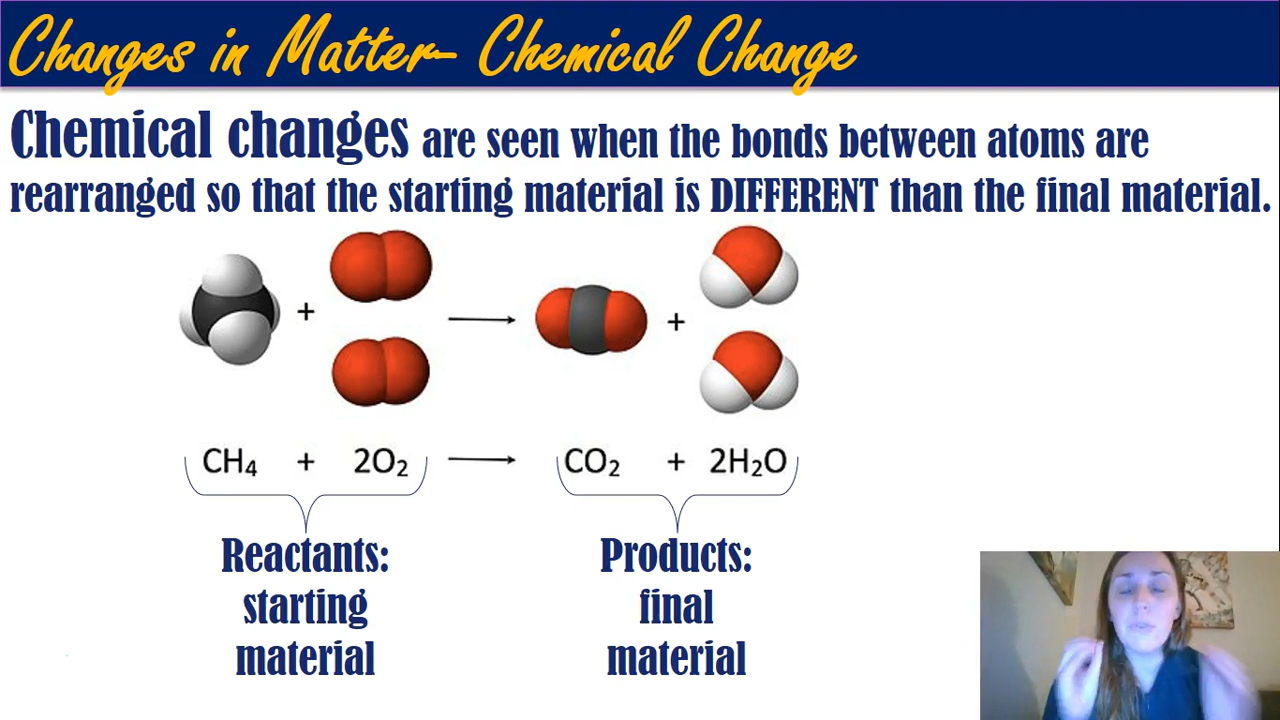 Changes in Matter- Chemical Change
Chemical changes are seen when the bonds between atoms are
rearranged so that the starting material is DIFFERENT than the final material.
+ → +
CH₄ + 2O₂ → CO₂ + 2H₂O
Reactants: Products:
starting final
material material